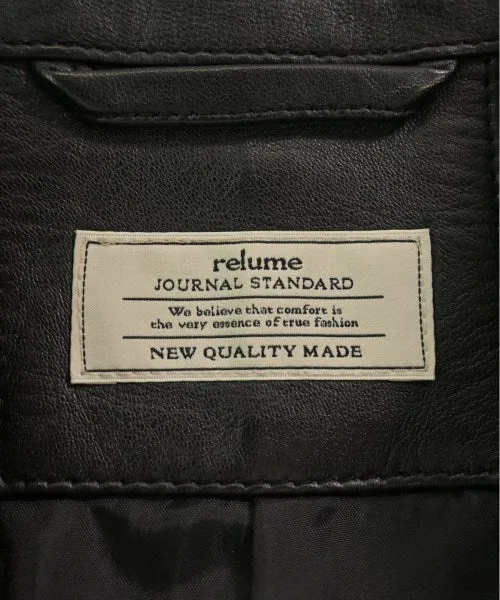 relume
JOURNAL STANDARD
We believe that comfort is
the very essence of true fashion
NEW QUALITY MADE